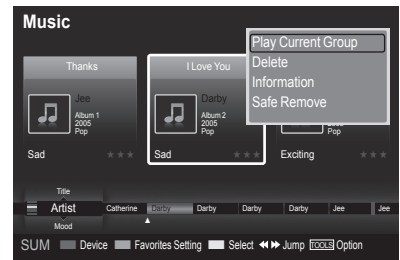 Music
Play Current Group
Delete
Information
Safe Remove
Thanks
I Love You
Jee
Album 1
2005
Pop
Darby
Album 2
2005
Pop
Pop
Sad ★★★
Sad ★★★
Exciting ★★★
Title
Artist
Mood
Catherine Darby Darby Darby Darby Jee Jee
SUM Device Favorites Setting Select ◀◀ ▶▶ Jump TOOLS Option